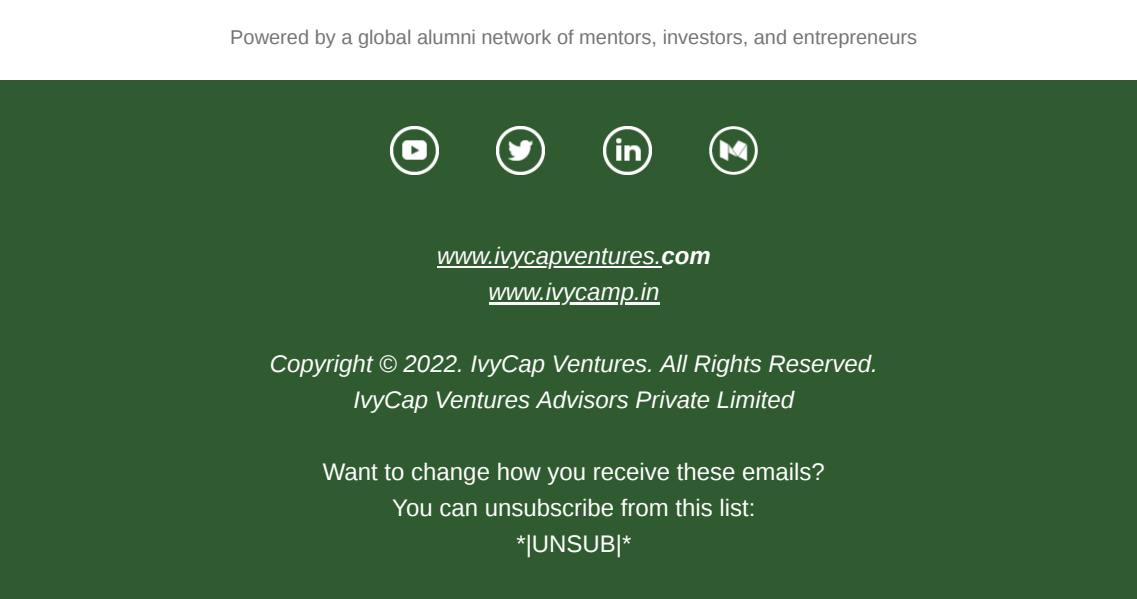 Powered by a global alumni network of mentors, investors, and entrepreneurs
in
www.ivycapventures.com
www.ivycamp.in
Copyright © 2022. IvyCap Ventures. All Rights Reserved.
IvyCap Ventures Advisors Private Limited
Want to change how you receive these emails?
You can unsubscribe from this list:
*|UNSUB|*